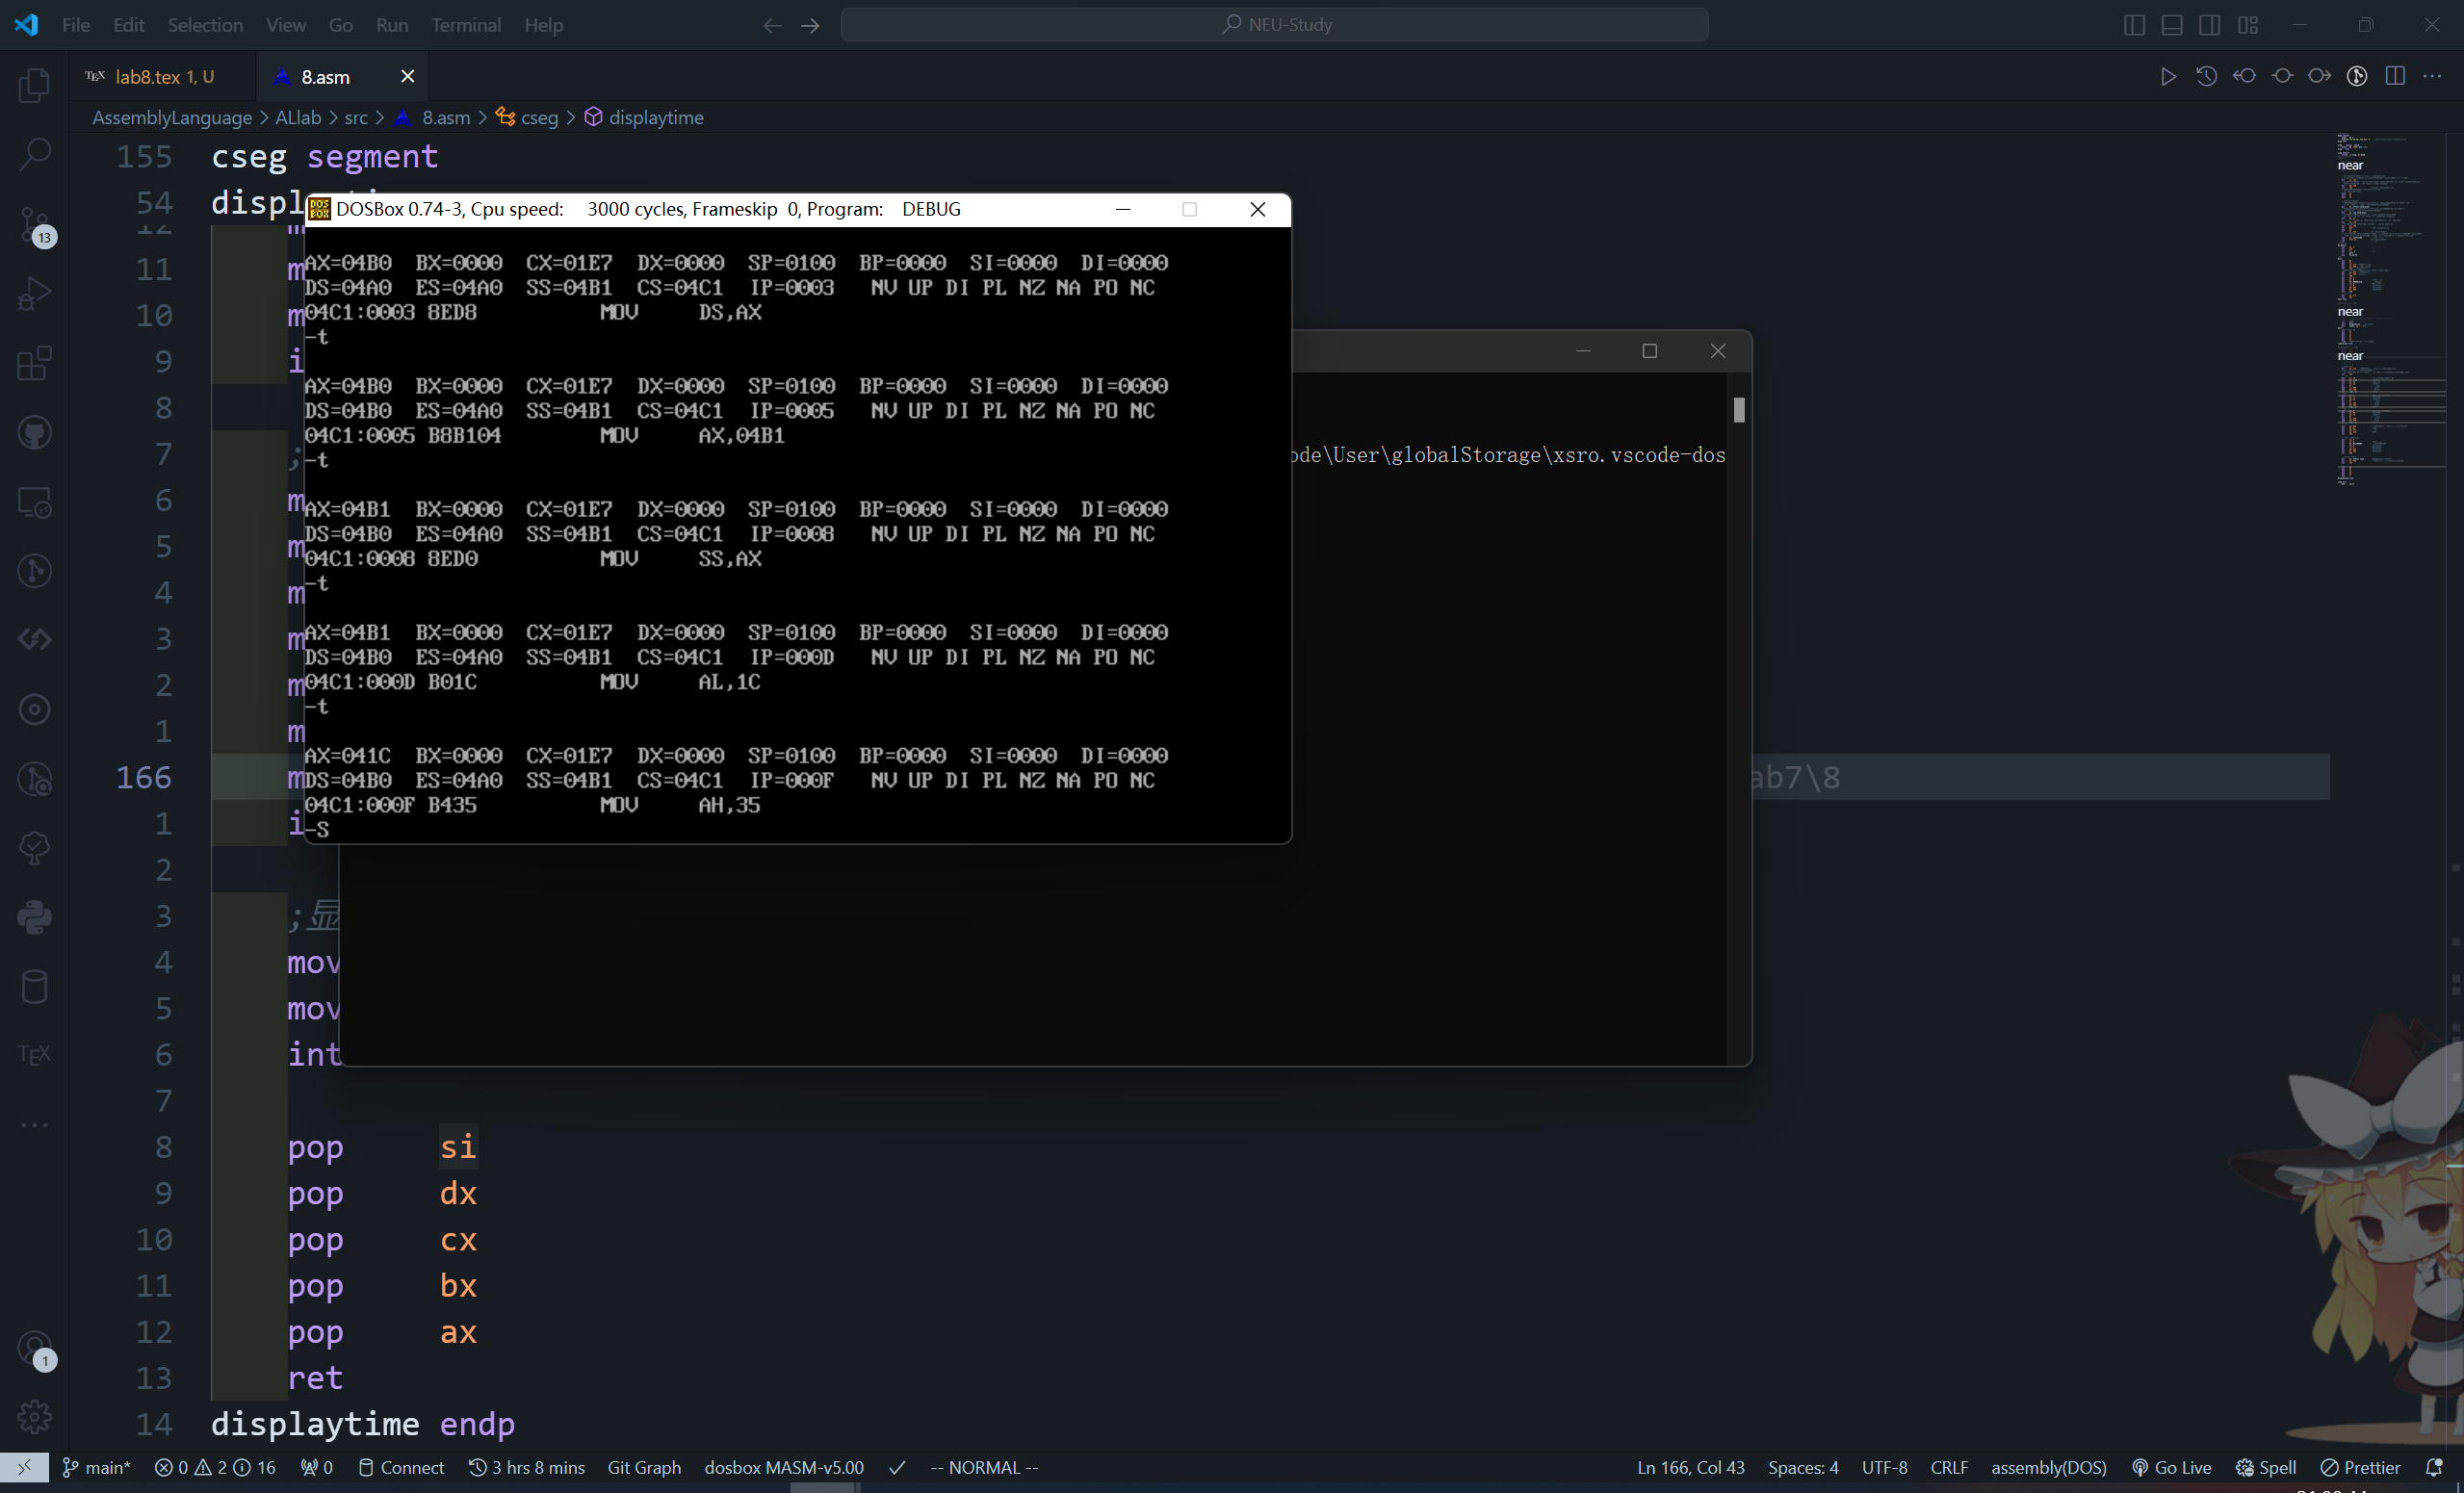 File Edit Selection View Go Run Terminal Help
NEU-Study
TEX lab8.tex 1, U
8.asm
AssemblyLanguage > ALlab > src > 8.asm > cseg > displaytime
155 cseg segment
54 displ
12 m
11 m
10 m
9 i
8
7 ;
6 m
5 m
4 m
3 m
2 m
1 m
166 m
1 i
2
3 ;显
4 mov
5 mov
6 int
7
8 pop si
9 pop dx
10 pop cx
11 pop bx
12 pop ax
13 ret
14 displaytime endp
DOSBox 0.74-3, Cpu speed: 3000 cycles, Frameskip 0, Program: DEBUG
AX=04B0 BX=0000 CX=01E7 DX=0000 SP=0100 BP=0000 SI=0000 DI=0000
DS=04A0 ES=04A0 SS=04B1 CS=04C1 IP=0003 NV UP DI PL NZ NA PO NC
04C1:0003 8ED8 MOV DS,AX
-t
AX=04B0 BX=0000 CX=01E7 DX=0000 SP=0100 BP=0000 SI=0000 DI=0000
DS=04B0 ES=04A0 SS=04B1 CS=04C1 IP=0005 NV UP DI PL NZ NA PO NC
04C1:0005 B8B104 MOV AX,04B1
-t
AX=04B1 BX=0000 CX=01E7 DX=0000 SP=0100 BP=0000 SI=0000 DI=0000
DS=04B0 ES=04A0 SS=04B1 CS=04C1 IP=0008 NV UP DI PL NZ NA PO NC
04C1:0008 8ED0 MOV SS,AX
-t
AX=04B1 BX=0000 CX=01E7 DX=0000 SP=0100 BP=0000 SI=0000 DI=0000
DS=04B0 ES=04A0 SS=04B1 CS=04C1 IP=000D NV UP DI PL NZ NA PO NC
04C1:000D B01C MOV AL,1C
-t
AX=041C BX=0000 CX=01E7 DX=0000 SP=0100 BP=0000 SI=0000 DI=0000
DS=04B0 ES=04A0 SS=04B1 CS=04C1 IP=000F NV UP DI PL NZ NA PO NC
04C1:000F B435 MOV AH,35
-S
ode\User\globalStorage\xsro.vscode-dos
ab7\8
near
near
near
13
TEX
1
main* 0 2 16 0 Connect 3 hrs 8 mins Git Graph dosbox MASM-v5.00 -- NORMAL --
Ln 166, Col 43 Spaces: 4 UTF-8 CRLF assembly(DOS) Go Live Spell Prettier